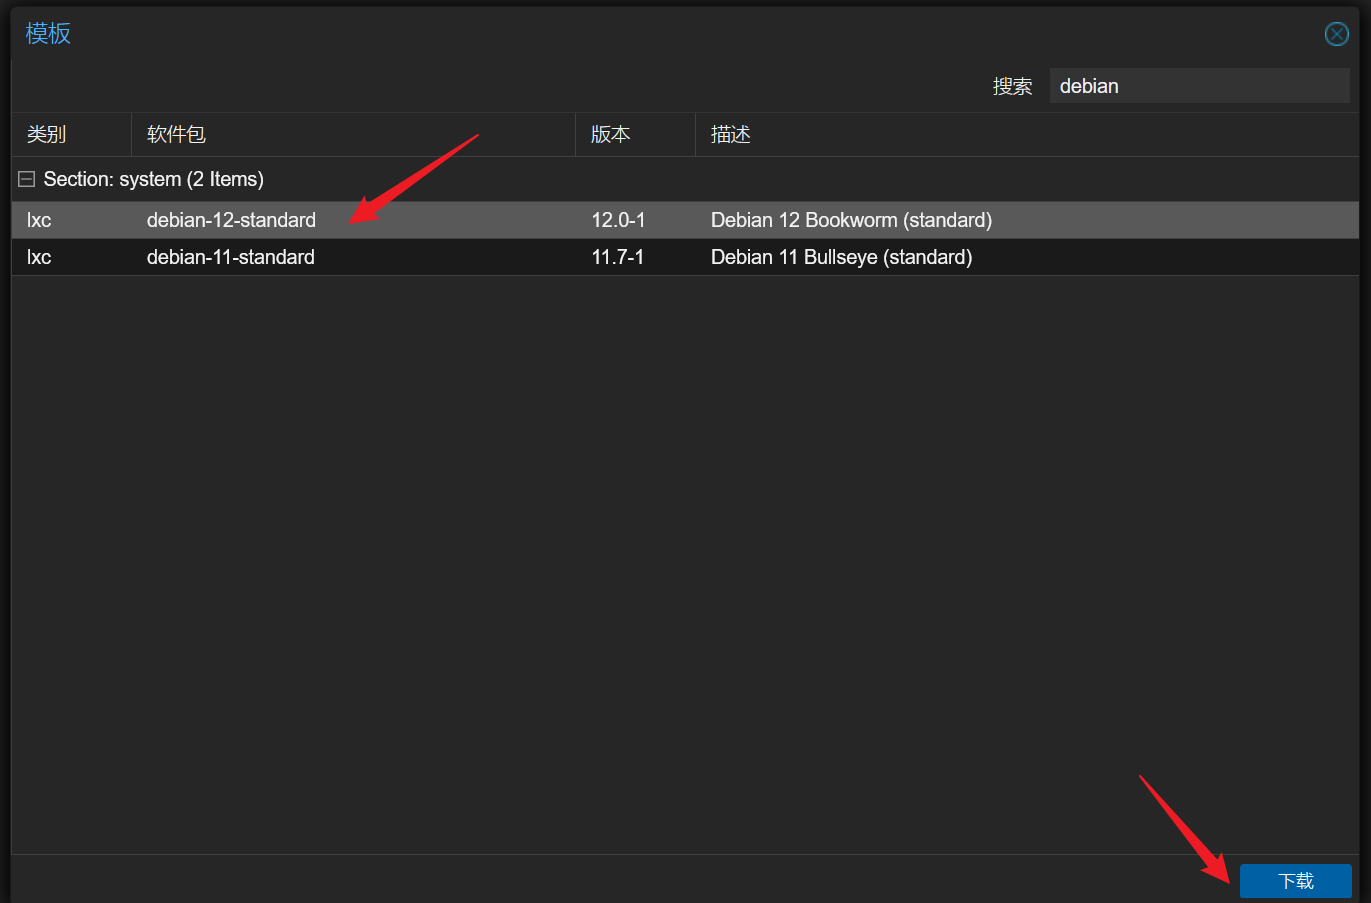 模板
搜索 debian
类别 软件包 版本 描述
Section: system (2 Items)
lxc debian-12-standard 12.0-1 Debian 12 Bookworm (standard)
lxc debian-11-standard 11.7-1 Debian 11 Bullseye (standard)
下载